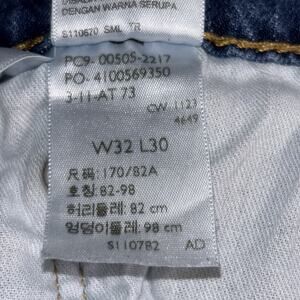 DENGAN WARNA SERUPA
S110670 SML TR
PC9- 00505-2217
PO- 4100569350
3-11-AT 73
CW 1123
4649
W32 L30
尺码: 170/82A
호칭: 82-98
허리둘레: 82 cm
엉덩이둘레: 98 cm
S110782 AD